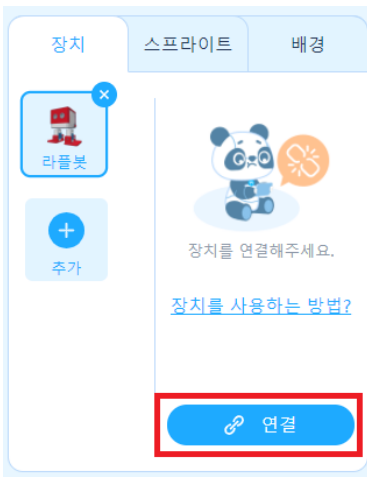 장치
스프라이트
배경
라플봇
추가
장치를 연결해주세요.
장치를 사용하는 방법?
연결